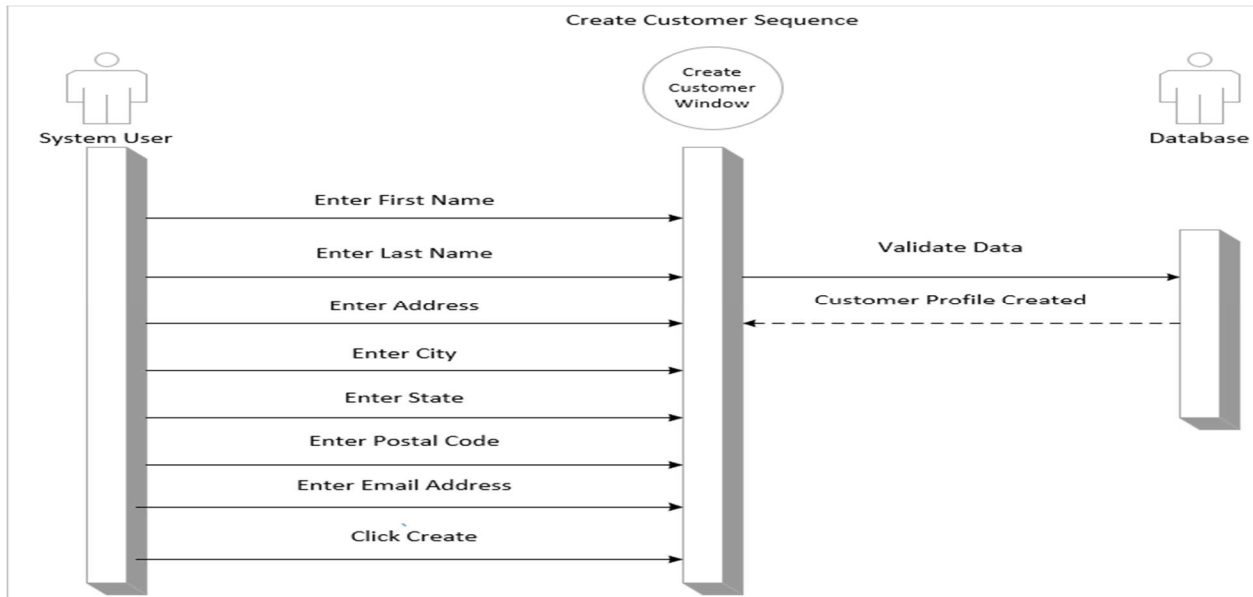 Create Customer Sequence
Create
Customer
Window
System User
Database
Enter First Name
Enter Last Name
Validate Data
Enter Address
Customer Profile Created
Enter City
Enter State
Enter Postal Code
Enter Email Address
Click Create